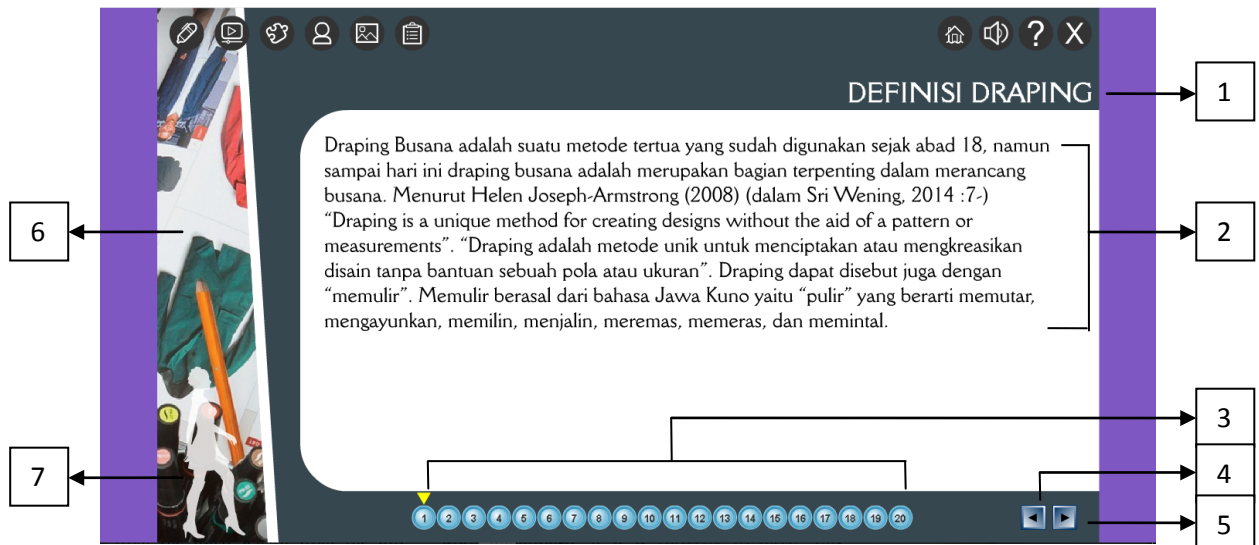 ? X
DEFINISI DRAPING
Draping Busana adalah suatu metode tertua yang sudah digunakan sejak abad 18, namun
sampai hari ini draping busana adalah merupakan bagian terpenting dalam merancang
busana. Menurut Helen Joseph-Armstrong (2008) (dalam Sri Wening, 2014 :7-)
“Draping is a unique method for creating designs without the aid of a pattern or
measurements”. “Draping adalah metode unik untuk menciptakan atau mengkreasikan
disain tanpa bantuan sebuah pola atau ukuran”. Draping dapat disebut juga dengan
“memulir”. Memulir berasal dari bahasa Jawa Kuno yaitu “pulir” yang berarti memutar,
mengayunkan, memilin, menjalin, meremas, memeras, dan memintal.
1 2 3 4 5 6 7 8 9 10 11 12 13 14 15 16 17 18 19 20
1
2
3
4
5
6
7